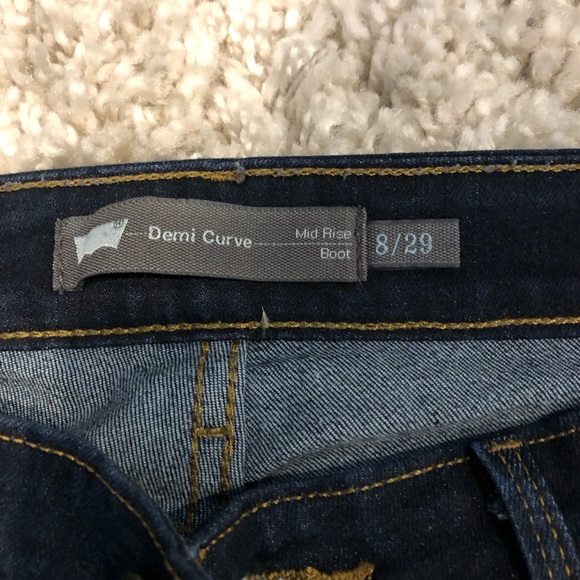 Demi Curve
Mid Rise
Boot
8/29